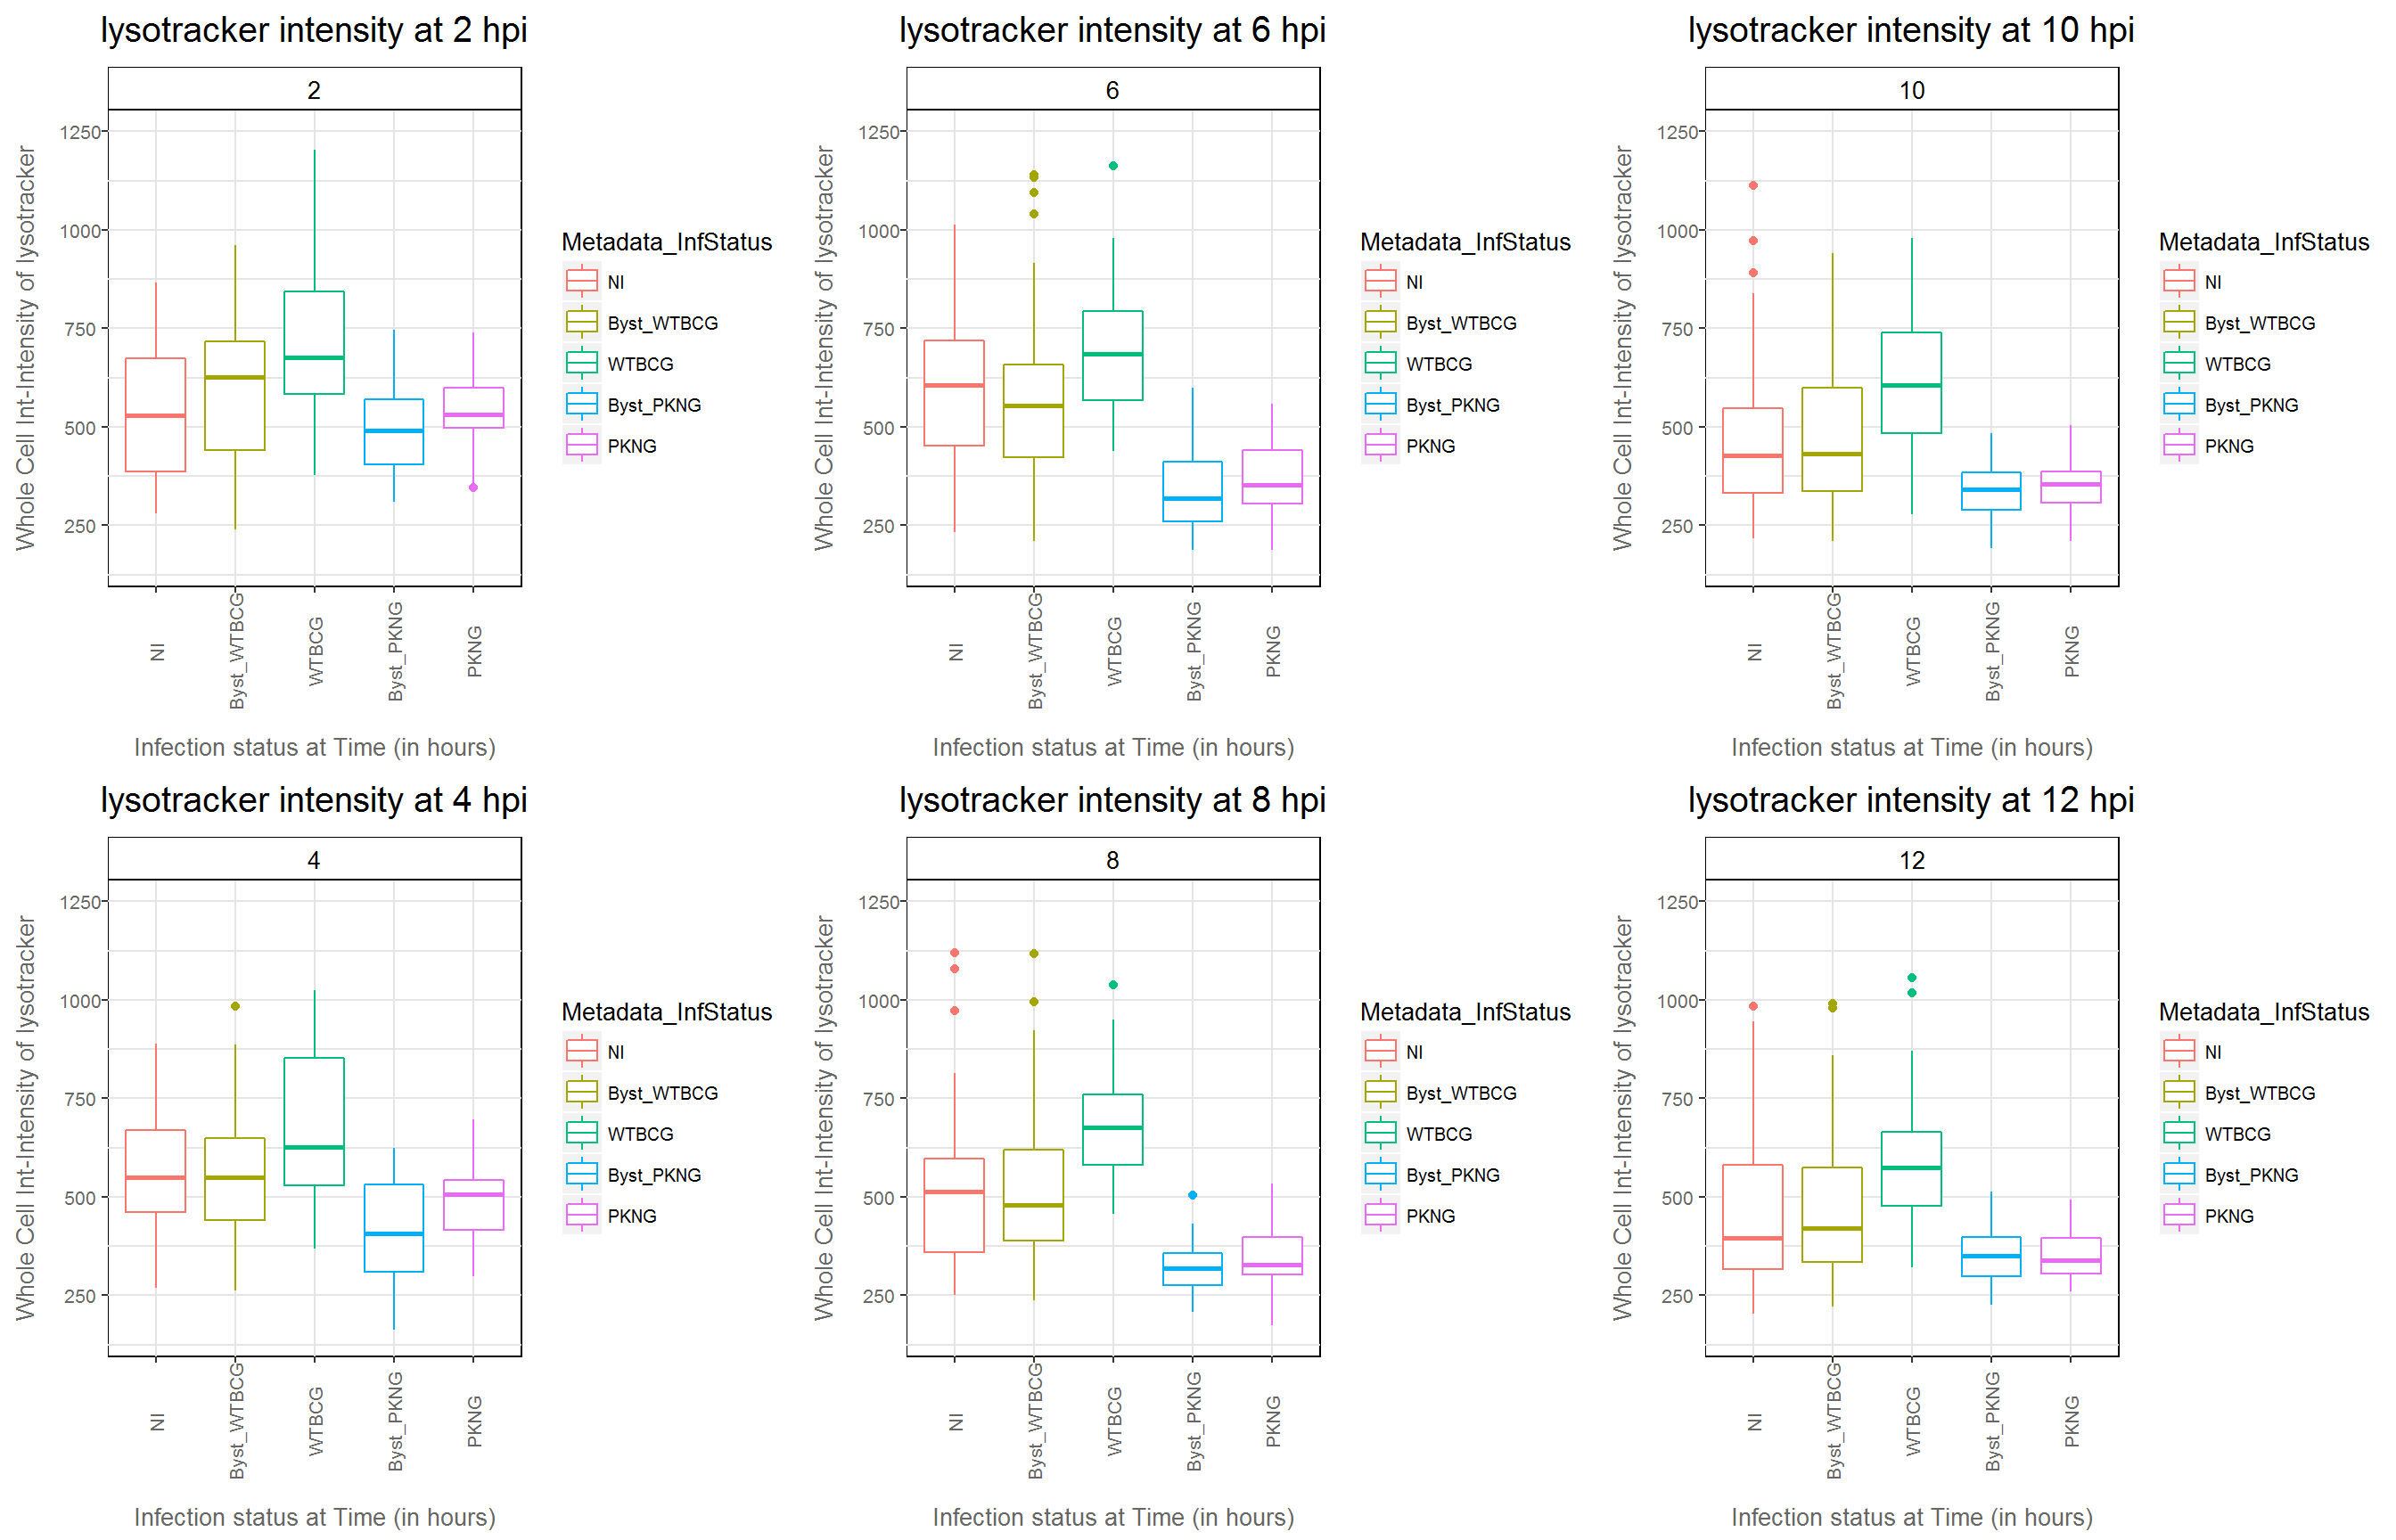 lysotracker intensity at 2 hpi
2
Whole Cell Int-Intensity of lysotracker
1250
1000
750
500
250
NI
Byst_WTBCG
WTBCG
Byst_PKNG
PKNG
Infection status at Time (in hours)
Metadata_InfStatus
NI
Byst_WTBCG
WTBCG
Byst_PKNG
PKNG
lysotracker intensity at 6 hpi
6
Whole Cell Int-Intensity of lysotracker
1250
1000
750
500
250
NI
Byst_WTBCG
WTBCG
Byst_PKNG
PKNG
Infection status at Time (in hours)
Metadata_InfStatus
NI
Byst_WTBCG
WTBCG
Byst_PKNG
PKNG
lysotracker intensity at 10 hpi
10
Whole Cell Int-Intensity of lysotracker
1250
1000
750
500
250
NI
Byst_WTBCG
WTBCG
Byst_PKNG
PKNG
Infection status at Time (in hours)
Metadata_InfStatus
NI
Byst_WTBCG
WTBCG
Byst_PKNG
PKNG
lysotracker intensity at 4 hpi
4
Whole Cell Int-Intensity of lysotracker
1250
1000
750
500
250
NI
Byst_WTBCG
WTBCG
Byst_PKNG
PKNG
Infection status at Time (in hours)
Metadata_InfStatus
NI
Byst_WTBCG
WTBCG
Byst_PKNG
PKNG
lysotracker intensity at 8 hpi
8
Whole Cell Int-Intensity of lysotracker
1250
1000
750
500
250
NI
Byst_WTBCG
WTBCG
Byst_PKNG
PKNG
Infection status at Time (in hours)
Metadata_InfStatus
NI
Byst_WTBCG
WTBCG
Byst_PKNG
PKNG
lysotracker intensity at 12 hpi
12
Whole Cell Int-Intensity of lysotracker
1250
1000
750
500
250
NI
Byst_WTBCG
WTBCG
Byst_PKNG
PKNG
Infection status at Time (in hours)
Metadata_InfStatus
NI
Byst_WTBCG
WTBCG
Byst_PKNG
PKNG